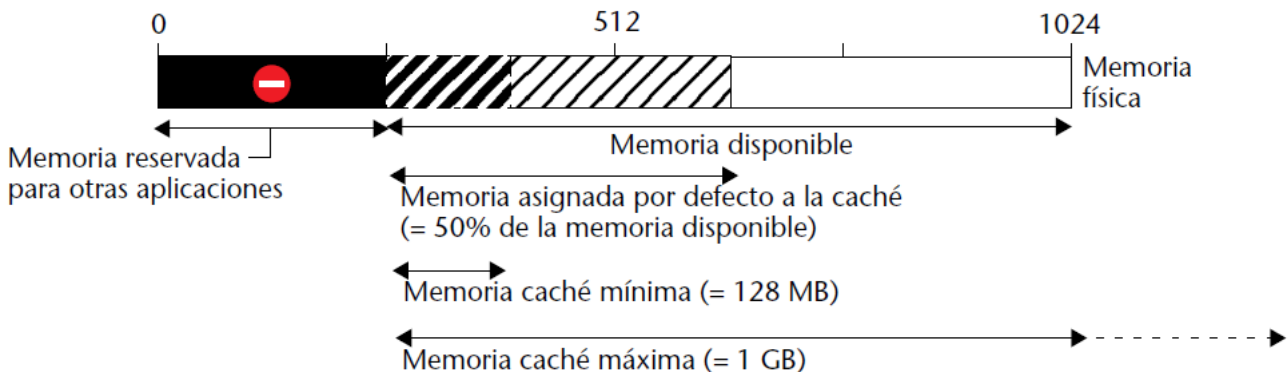 0 512 1024
Memoria
física
Memoria disponible
Memoria reservada
para otras aplicaciones
Memoria asignada por defecto a la caché
(= 50% de la memoria disponible)
Memoria caché mínima (= 128 MB)
Memoria caché máxima (= 1 GB)